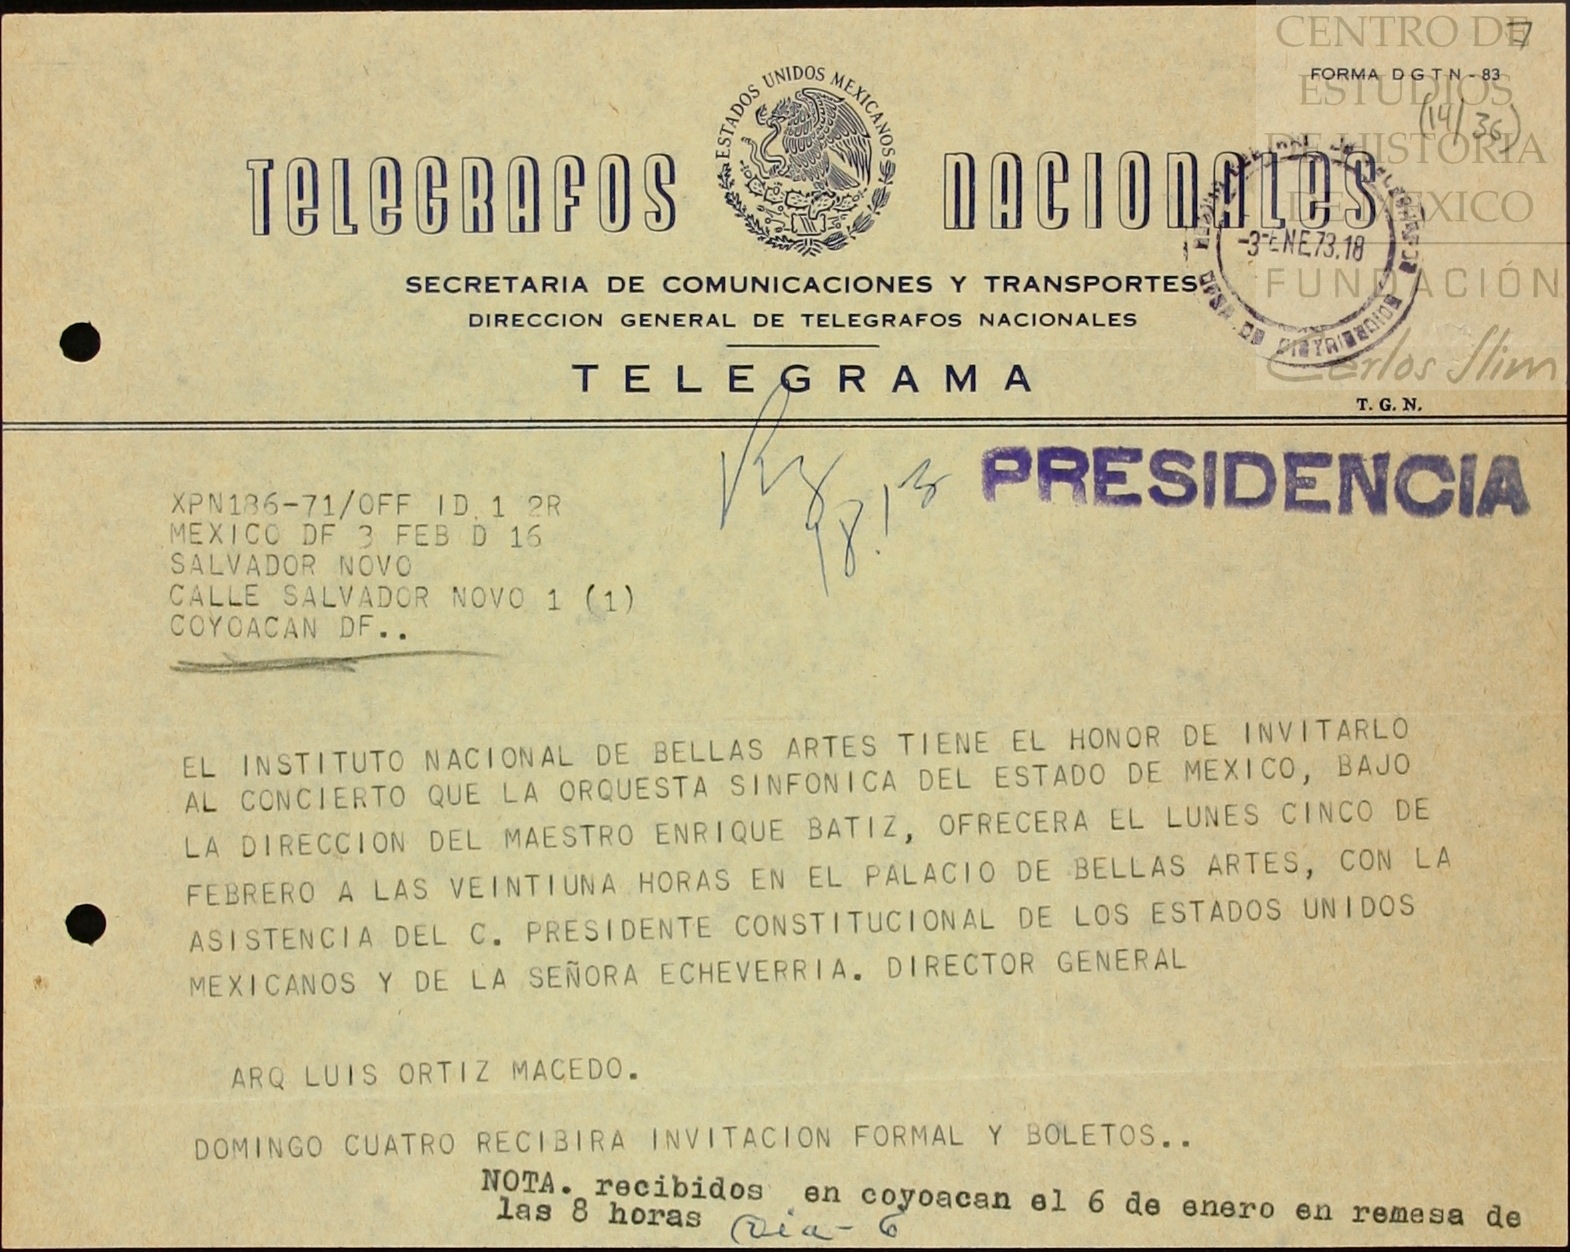 CENTRO DE
ESTUDIOS
DE HISTORIA
DE MEXICO
FUNDACIÓN
Carlos Slim
7
FORMA D G T N - 83
(14/36)
ESTADOS UNIDOS MEXICANOS
TELEGRAFOS NACIONALES
-3-ENE.73.18
OFNA. DE DISTRIBUCION
SECRETARIA DE COMUNICACIONES Y TRANSPORTES
DIRECCION GENERAL DE TELEGRAFOS NACIONALES
TELEGRAMA
T. G. N.
PRESIDENCIA
XPN186-71/OFF ID 1 2R
MEXICO DF 3 FEB D 16
SALVADOR NOVO
CALLE SALVADOR NOVO 1 (1)
COYOACAN DF..
EL INSTITUTO NACIONAL DE BELLAS ARTES TIENE EL HONOR DE INVITARLO
AL CONCIERTO QUE LA ORQUESTA SINFONICA DEL ESTADO DE MEXICO, BAJO
LA DIRECCION DEL MAESTRO ENRIQUE BATIZ, OFRECERA EL LUNES CINCO DE
FEBRERO A LAS VEINTIUNA HORAS EN EL PALACIO DE BELLAS ARTES, CON LA
ASISTENCIA DEL C. PRESIDENTE CONSTITUCIONAL DE LOS ESTADOS UNIDOS
MEXICANOS Y DE LA SEÑORA ECHEVERRIA. DIRECTOR GENERAL
ARQ LUIS ORTIZ MACEDO.
DOMINGO CUATRO RECIBIRA INVITACION FORMAL Y BOLETOS..
NOTA. recibidos en coyoacan el 6 de enero en remesa de
las 8 horas Dia - 6